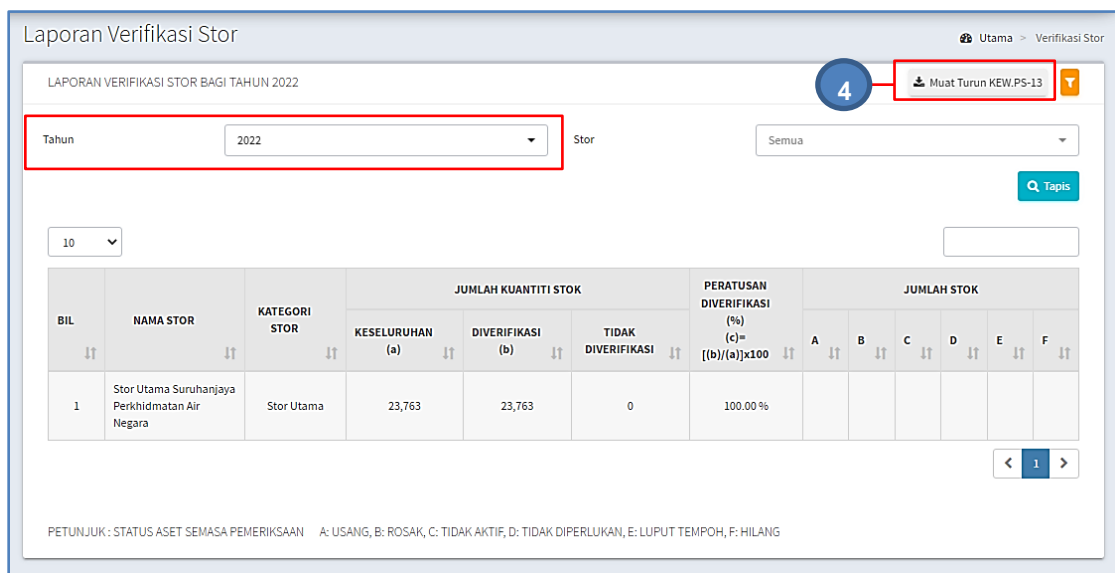 Laporan Verifikasi Stor
Utama > Verifikasi Stor
LAPORAN VERIFIKASI STOR BAGI TAHUN 2022
4
Muat Turun KEW.PS-13
Tahun
2022
Stor
Semua
Tapis
10
BIL
NAMA STOR
KATEGORI
STOR
JUMLAH KUANTITI STOK
KESELURUHAN
(a)
DIVERIFIKASI
(b)
TIDAK
DIVERIFIKASI
PERATUSAN
DIVERIFIKASI
(%)
(c)=
[(b)/(a)]x100
JUMLAH STOK
A B C D E F
1
Stor Utama Suruhanjaya
Perkhidmatan Air
Negara
Stor Utama
23,763
23,763
0
100.00 %
1
PETUNJUK : STATUS ASET SEMASA PEMERIKSAAN A: USANG, B: ROSAK, C: TIDAK AKTIF, D: TIDAK DIPERLUKAN, E: LUPUT TEMPOH, F: HILANG